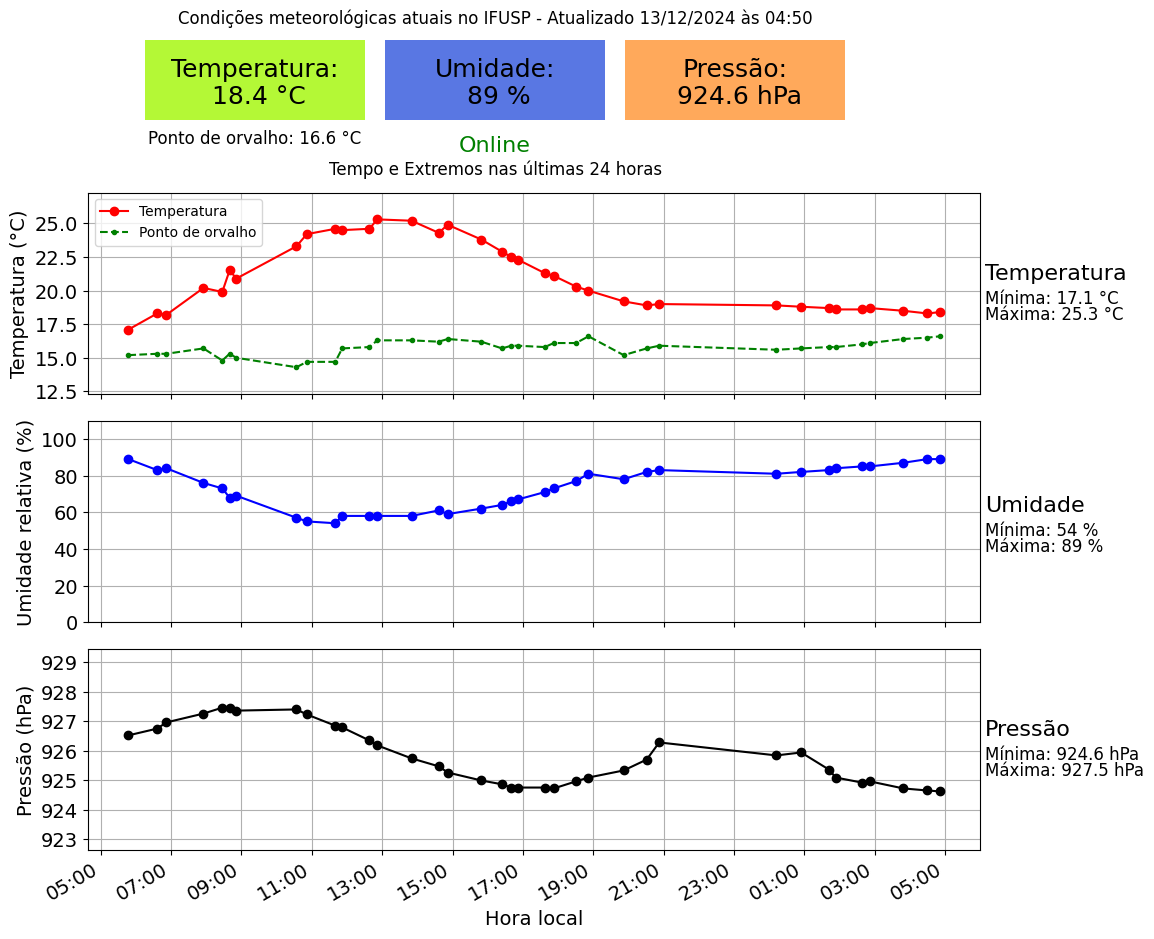 Condições meteorológicas atuais no IFUSP - Atualizado 13/12/2024 às 04:50
Temperatura:
18.4 °C
Umidade:
89 %
Pressão:
924.6 hPa
Ponto de orvalho: 16.6 °C
Online
Tempo e Extremos nas últimas 24 horas
Temperatura (°C)
25.0
22.5
20.0
17.5
15.0
12.5
Temperatura
Ponto de orvalho
Temperatura
Mínima: 17.1 °C
Máxima: 25.3 °C
Umidade relativa (%)
100
80
60
40
20
0
Umidade
Mínima: 54 %
Máxima: 89 %
Pressão (hPa)
929
928
927
926
925
924
923
Pressão
Mínima: 924.6 hPa
Máxima: 927.5 hPa
05:00
07:00
09:00
11:00
13:00
15:00
17:00
19:00
21:00
23:00
01:00
03:00
05:00
Hora local